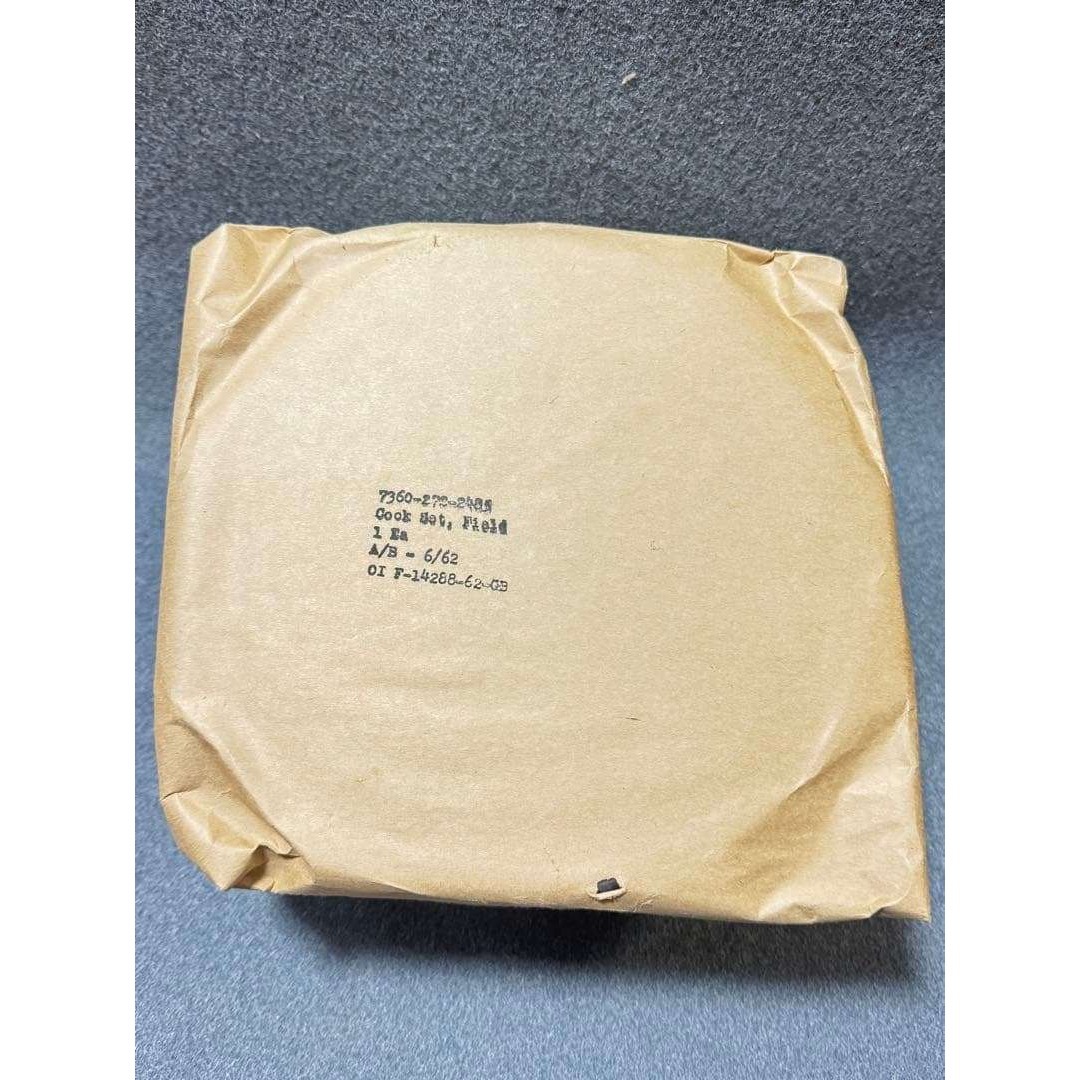 7360-272-2485
Cook Set, Field
1 Ea
A/B - 6/62
OI F-14288-62-GB